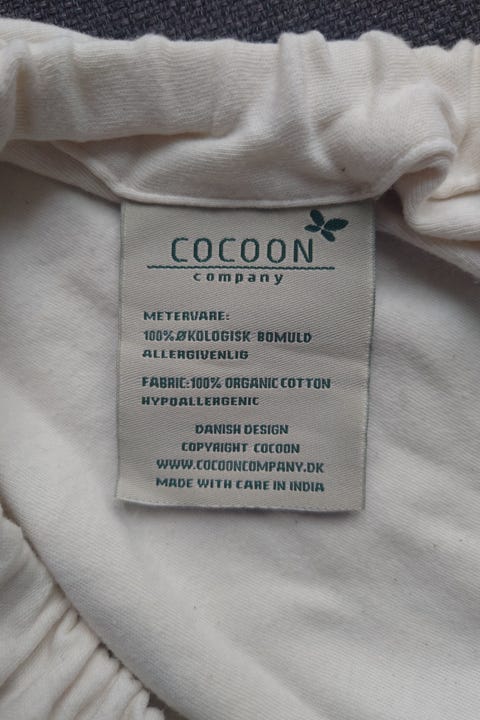 COCOON
company
METERVARE:
100%ØKOLOGISK BOMULD
ALLERGIVENLIG
FABRIC:100% ORGANIC COTTON
HYPOALLERGENIC
DANISH DESIGN
COPYRIGHT COCOON
WWW.COCOONCOMPANY.DK
MADE WITH CARE IN INDIA